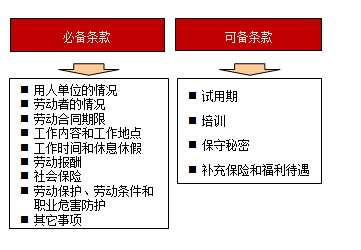 必备条款
用人单位的情况
劳动者的情况
劳动合同期限
工作内容和工作地点
工作时间和休息休假
劳动报酬
社会保险
劳动保护、劳动条件和
职业危害防护
其它事项
可备条款
试用期
培训
保守秘密
补充保险和福利待遇